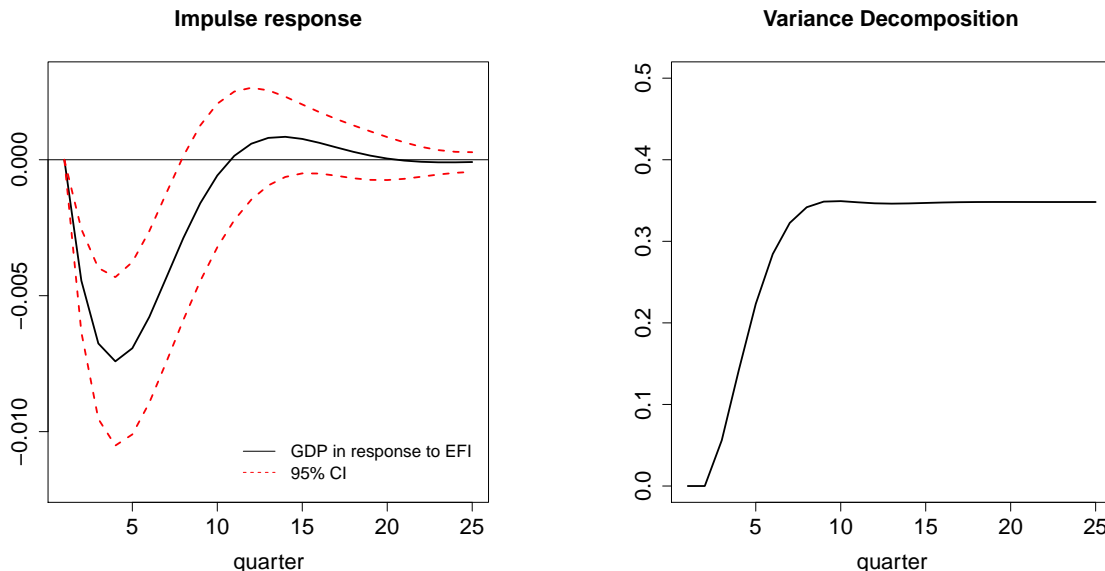 Impulse response
0.000
−0.005
−0.010
GDP in response to EFI
95% CI
5 10 15 20 25
quarter
Variance Decomposition
0.5
0.4
0.3
0.2
0.1
0.0
5 10 15 20 25
quarter